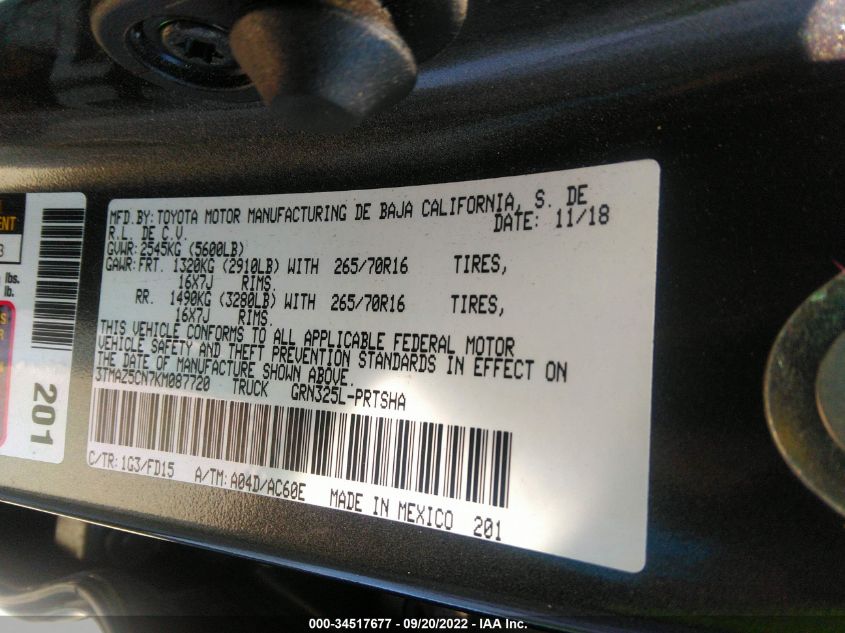 MFD.BY:TOYOTA MOTOR MANUFACTURING DE BAJA CALIFORNIA, S. DE
R.L. DE C.V.
DATE: 11/18
GVWR:2545KG (5600LB)
GAWR:FRT. 1320KG (2910LB) WITH 265/70R16 TIRES,
16X7J RIMS.
RR. 1490KG (3280LB) WITH 265/70R16 TIRES,
16X7J RIMS.
THIS VEHICLE CONFORMS TO ALL APPLICABLE FEDERAL MOTOR
VEHICLE SAFETY AND THEFT PREVENTION STANDARDS IN EFFECT ON
THE DATE OF MANUFACTURE SHOWN ABOVE.
3TMAZ5CN7KM087720 TRUCK GRN325L-PRTSHA
C/TR:1G3/FD15 A/TM:A04D/AC60E MADE IN MEXICO 201
lbs.
lb.
201
000-34517677 - 09/20/2022 - IAA Inc.